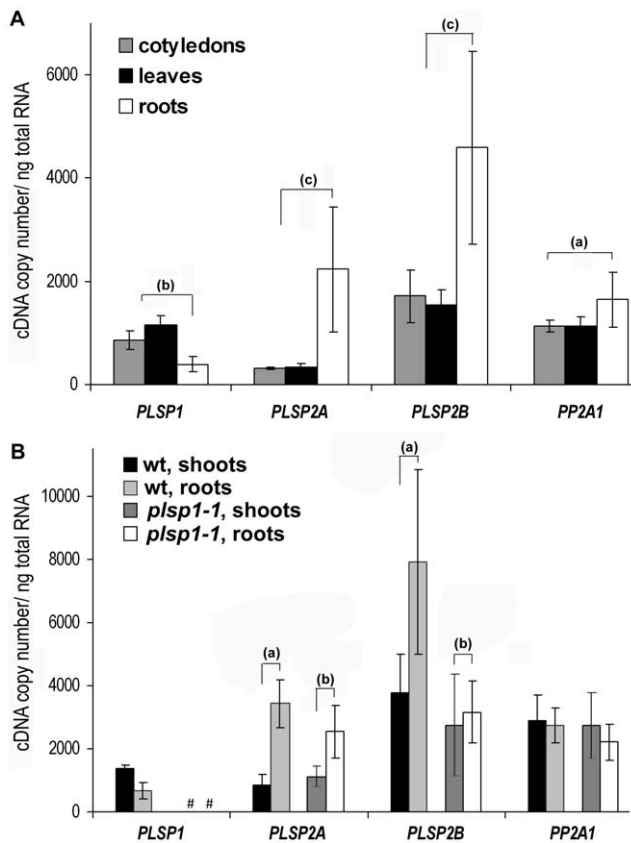 A
cotyledons
leaves
roots
cDNA copy number/ ng total RNA
6000
4000
2000
0
(b)
(c)
(c)
(a)
PLSP1
PLSP2A
PLSP2B
PP2A1
B
wt, shoots
wt, roots
plsp1-1, shoots
plsp1-1, roots
cDNA copy number/ ng total RNA
10000
8000
6000
4000
2000
0
# #
(a)
(b)
(a)
(b)
PLSP1
PLSP2A
PLSP2B
PP2A1